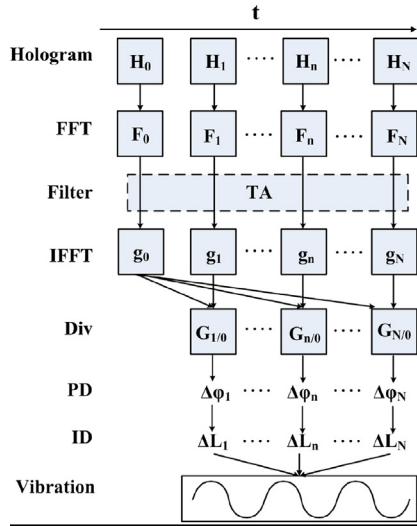 t
Hologram H0 H1 ···· Hn ···· HN
FFT F0 F1 ···· Fn ···· FN
Filter TA
IFFT g0 g1 ···· gn ···· gN
Div G1/0 ···· Gn/0 ···· GN/0
PD Δφ1 ···· Δφn ···· ΔφN
ID ΔL1 ···· ΔLn ···· ΔLN
Vibration